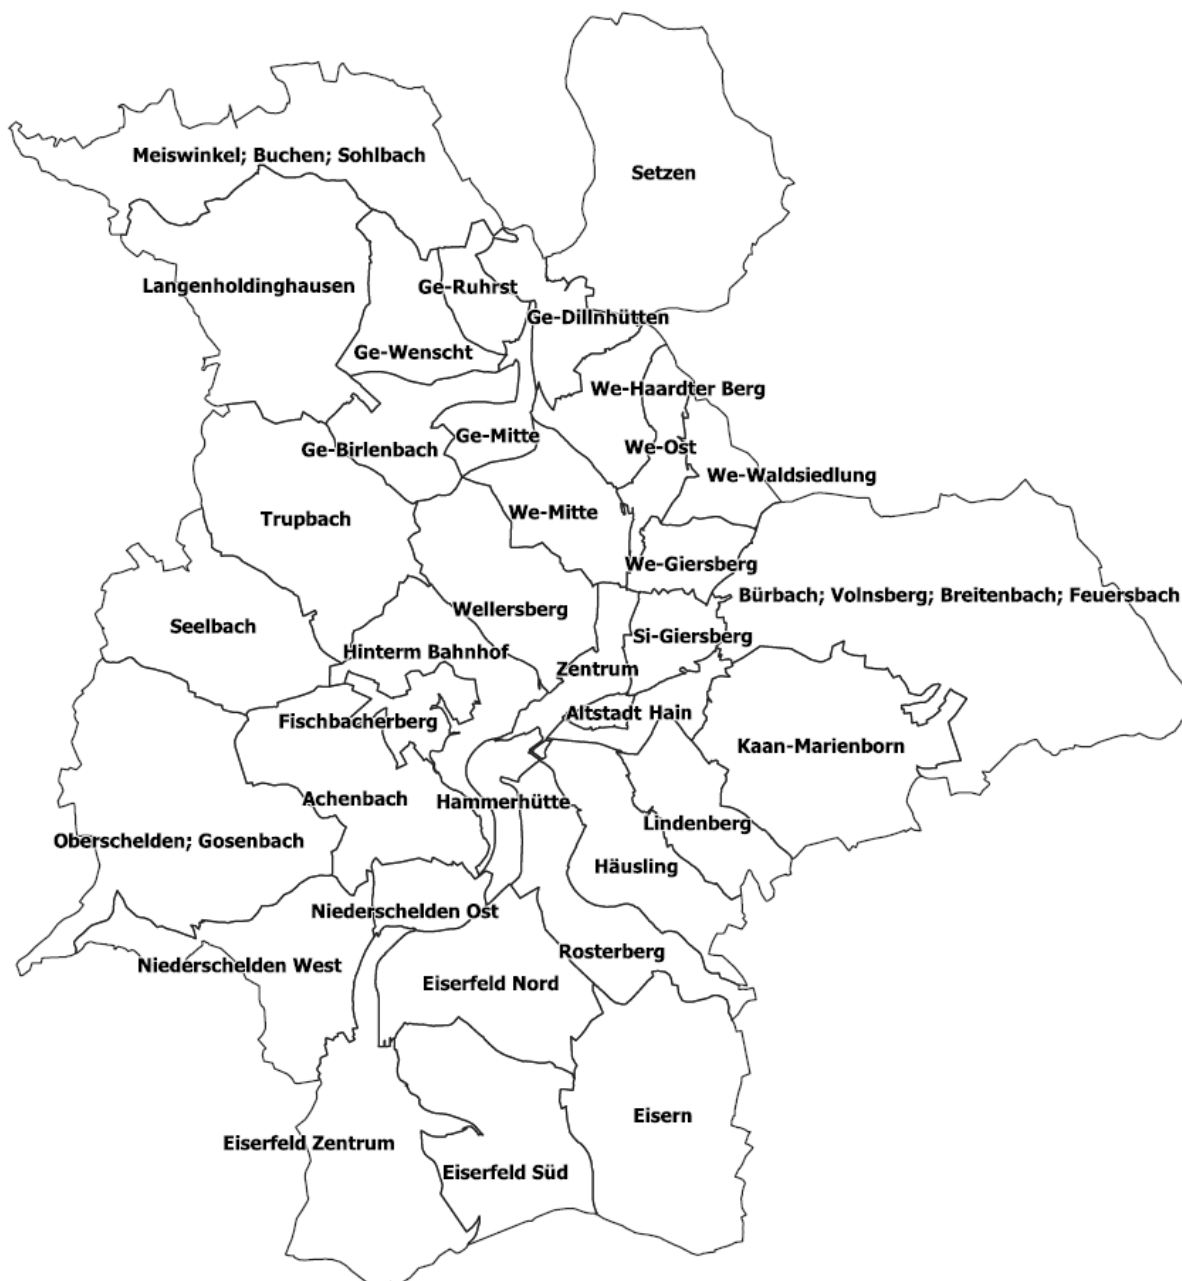 Meiswinkel; Buchen; Sohlbach
Setzen
Langenholdinghausen
Ge-Ruhrst
Ge-Dillnhütten
Ge-Wenscht
We-Haardter Berg
Ge-Mitte
Ge-Birlenbach
We-Ost
We-Waldsiedlung
We-Mitte
Trupbach
We-Giersberg
Bürbach; Volnsberg; Breitenbach; Feuersbach
Wellersberg
Seelbach
Si-Giersberg
Hinterm Bahnhof
Zentrum
Altstadt Hain
Fischbacherberg
Kaan-Marienborn
Achenbach
Hammerhütte
Lindenberg
Oberschelden; Gosenbach
Häusling
Niederschelden Ost
Rosterberg
Niederschelden West
Eiserfeld Nord
Eisern
Eiserfeld Zentrum
Eiserfeld Süd